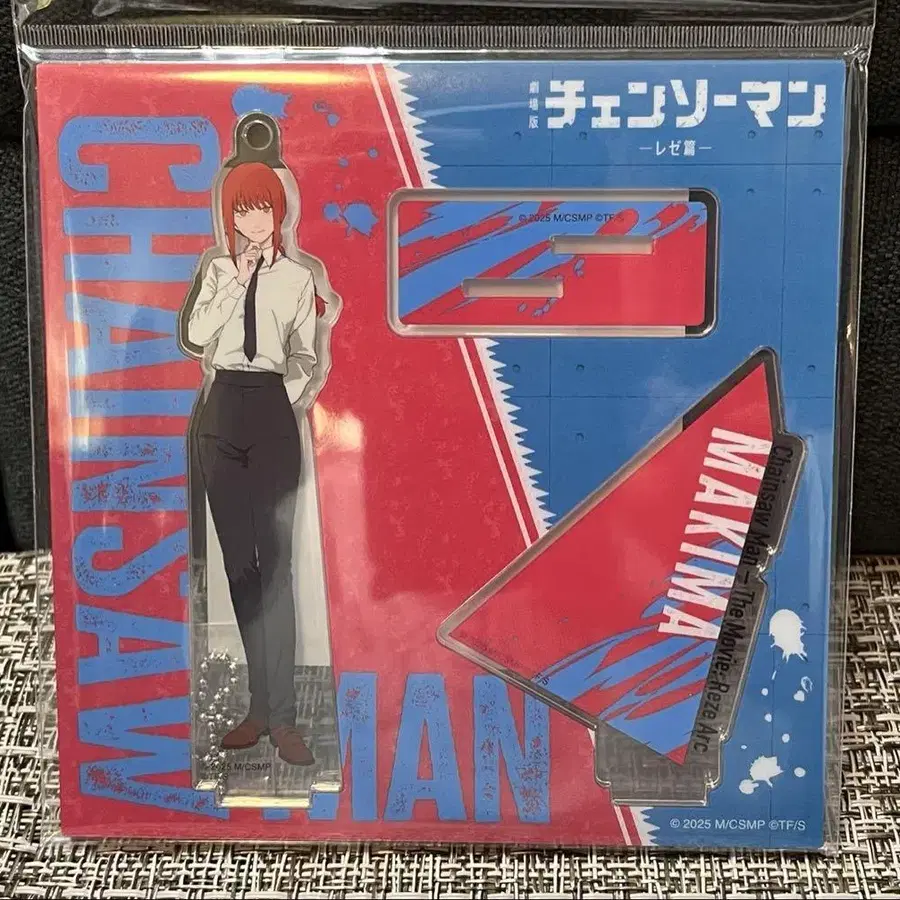 劇場版
チェンソーマン
―レゼ篇―
CHAINSAW
MAN
© 2025 M/CSMP ©TF/S
MAKIMA
Chainsaw Man – The Movie: Reze Arc
2025 M/CSMP
© 2025 M/CSMP ©TF/S